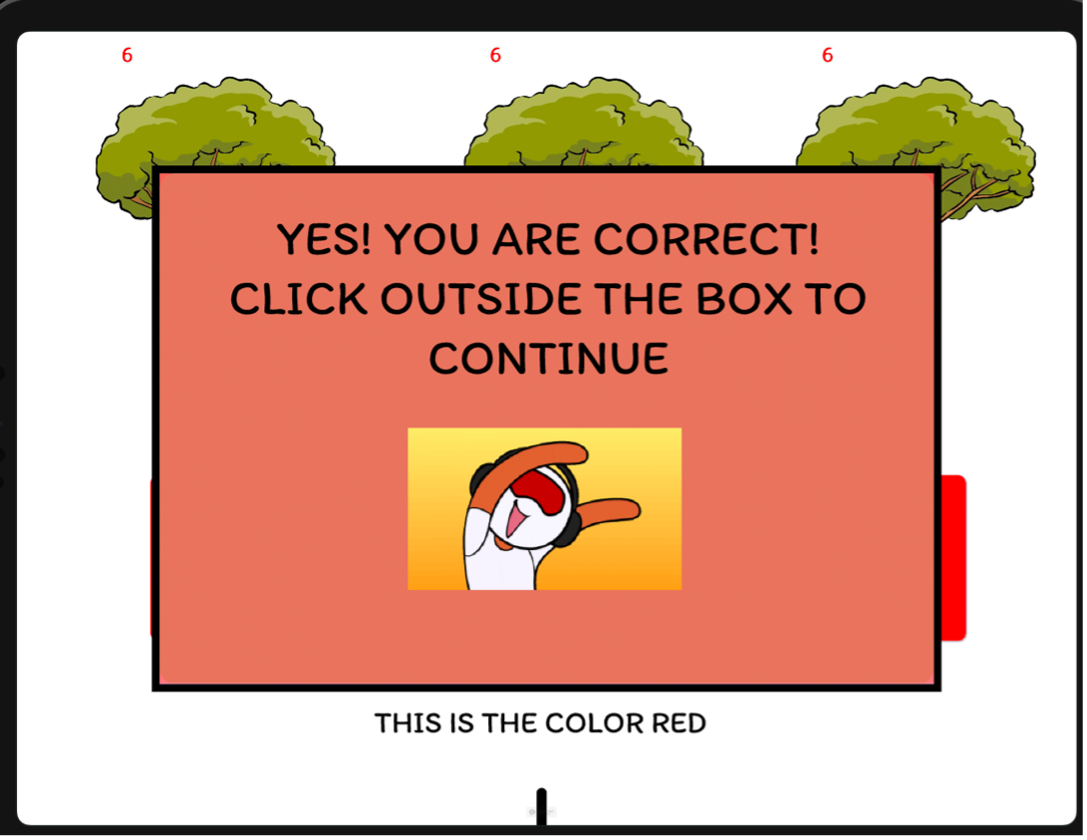 6 6 6
YES! YOU ARE CORRECT!
CLICK OUTSIDE THE BOX TO
CONTINUE
THIS IS THE COLOR RED